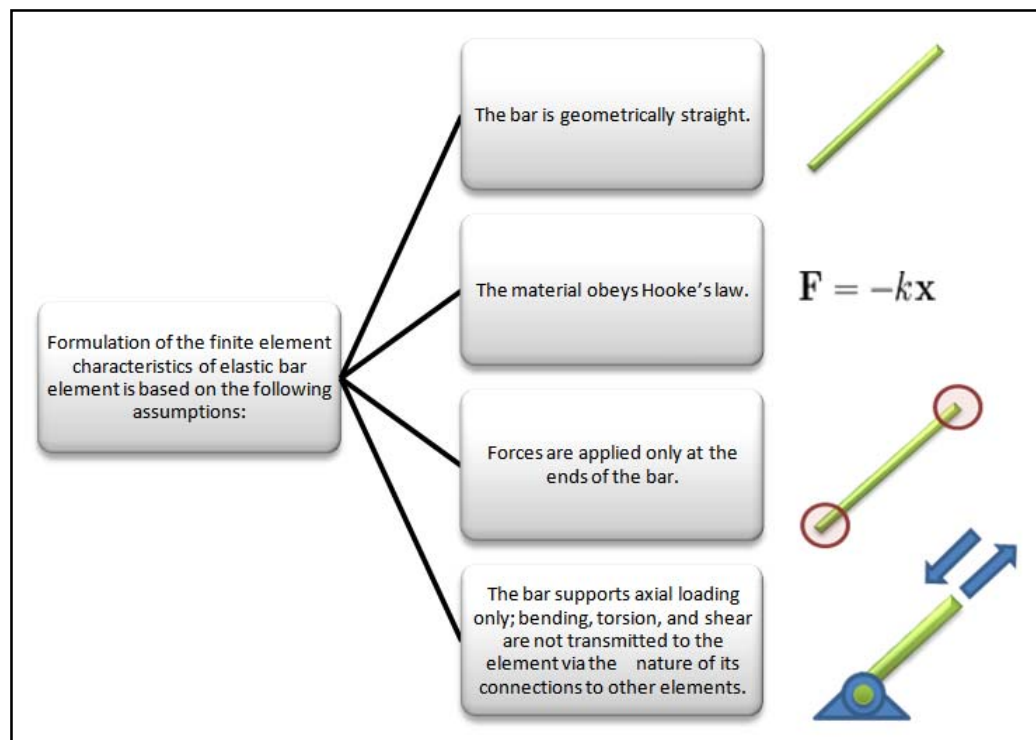 The bar is geometrically straight.
The material obeys Hooke's law.
F = −kx
Formulation of the finite element
characteristics of elastic bar
element is based on the following
assumptions:
Forces are applied only at the
ends of the bar.
The bar supports axial loading
only; bending, torsion, and shear
are not transmitted to the
element via the nature of its
connections to other elements.